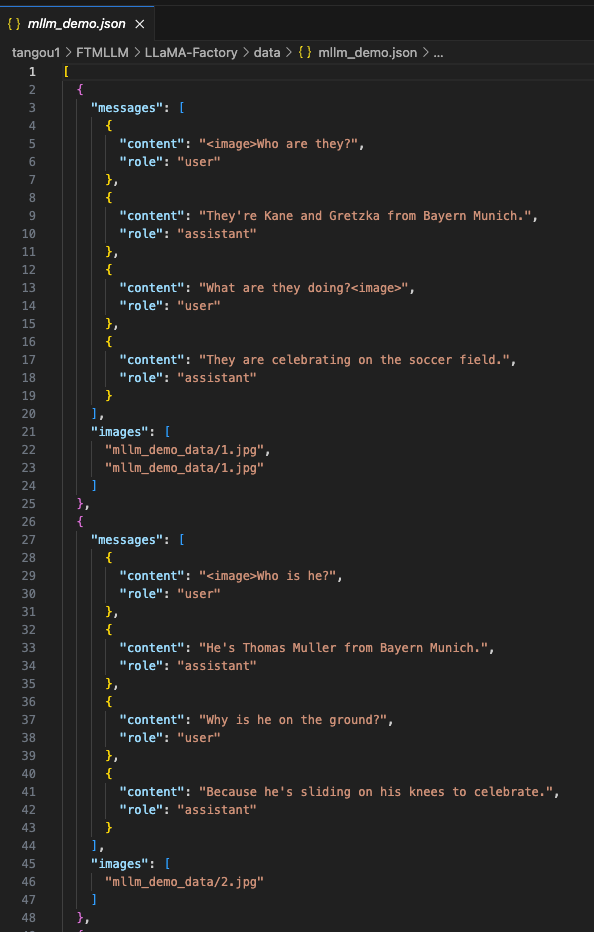 { } mllm_demo.json ×
tangou1 > FTMLLM > LLaMA-Factory > data > { } mllm_demo.json > ...
1 [
2 {
3 "messages": [
4 {
5 "content": "<image>Who are they?",
6 "role": "user"
7 },
8 {
9 "content": "They're Kane and Gretzka from Bayern Munich.",
10 "role": "assistant"
11 },
12 {
13 "content": "What are they doing?<image>",
14 "role": "user"
15 },
16 {
17 "content": "They are celebrating on the soccer field.",
18 "role": "assistant"
19 }
20 ],
21 "images": [
22 "mllm_demo_data/1.jpg",
23 "mllm_demo_data/1.jpg"
24 ]
25 },
26 {
27 "messages": [
28 {
29 "content": "<image>Who is he?",
30 "role": "user"
31 },
32 {
33 "content": "He's Thomas Muller from Bayern Munich.",
34 "role": "assistant"
35 },
36 {
37 "content": "Why is he on the ground?",
38 "role": "user"
39 },
40 {
41 "content": "Because he's sliding on his knees to celebrate.",
42 "role": "assistant"
43 }
44 ],
45 "images": [
46 "mllm_demo_data/2.jpg"
47 ]
48 },